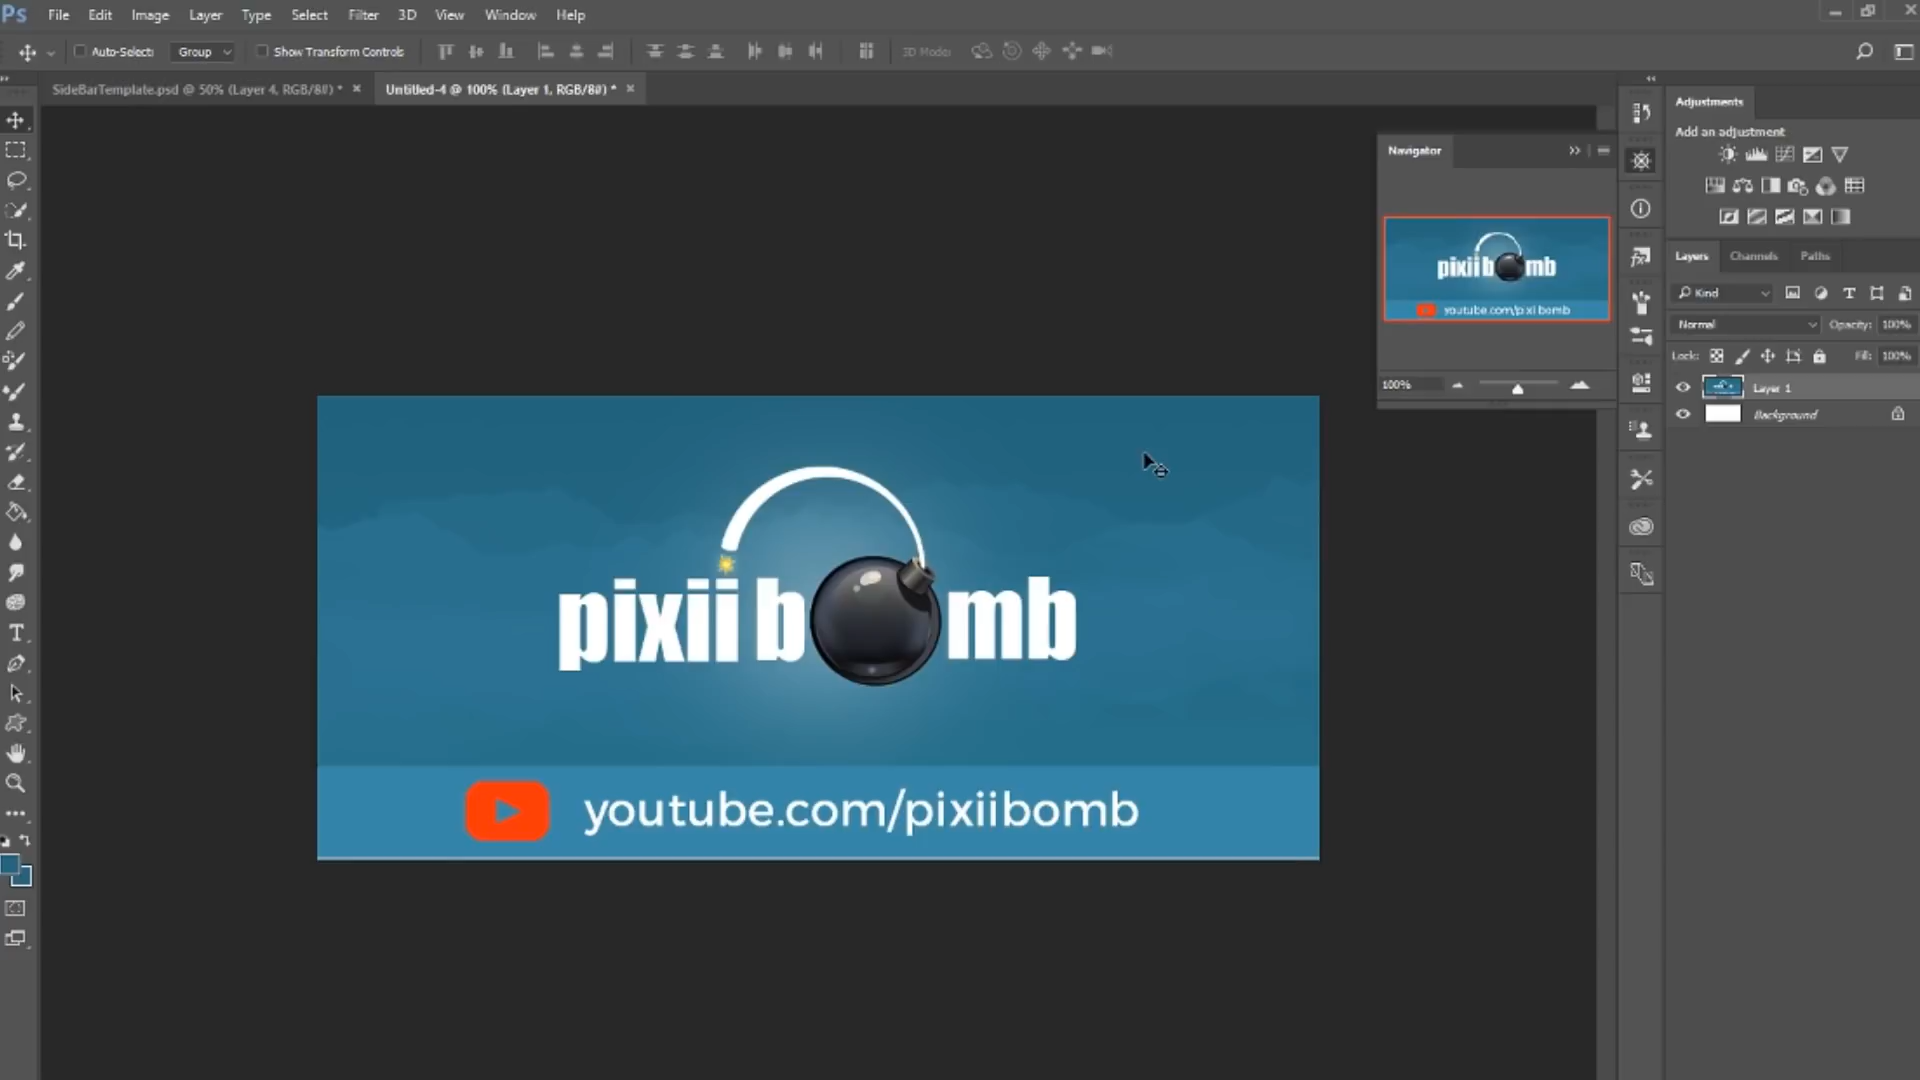 Ps File Edit Image Layer Type Select Filter 3D View Window Help
Auto-Select: Group Show Transform Controls 3D Mode:
SideBarTemplate.psd @ 50% (Layer 4, RGB/8#) * Untitled-4 @ 100% (Layer 1, RGB/8#) *
Adjustments
Add an adjustment
Navigator
pixii b mb
youtube.com/pixiibomb
100%
Layers Channels Paths
Kind
Normal Opacity: 100%
Lock: Fill: 100%
Layer 1
Background
pixii b mb
youtube.com/pixiibomb